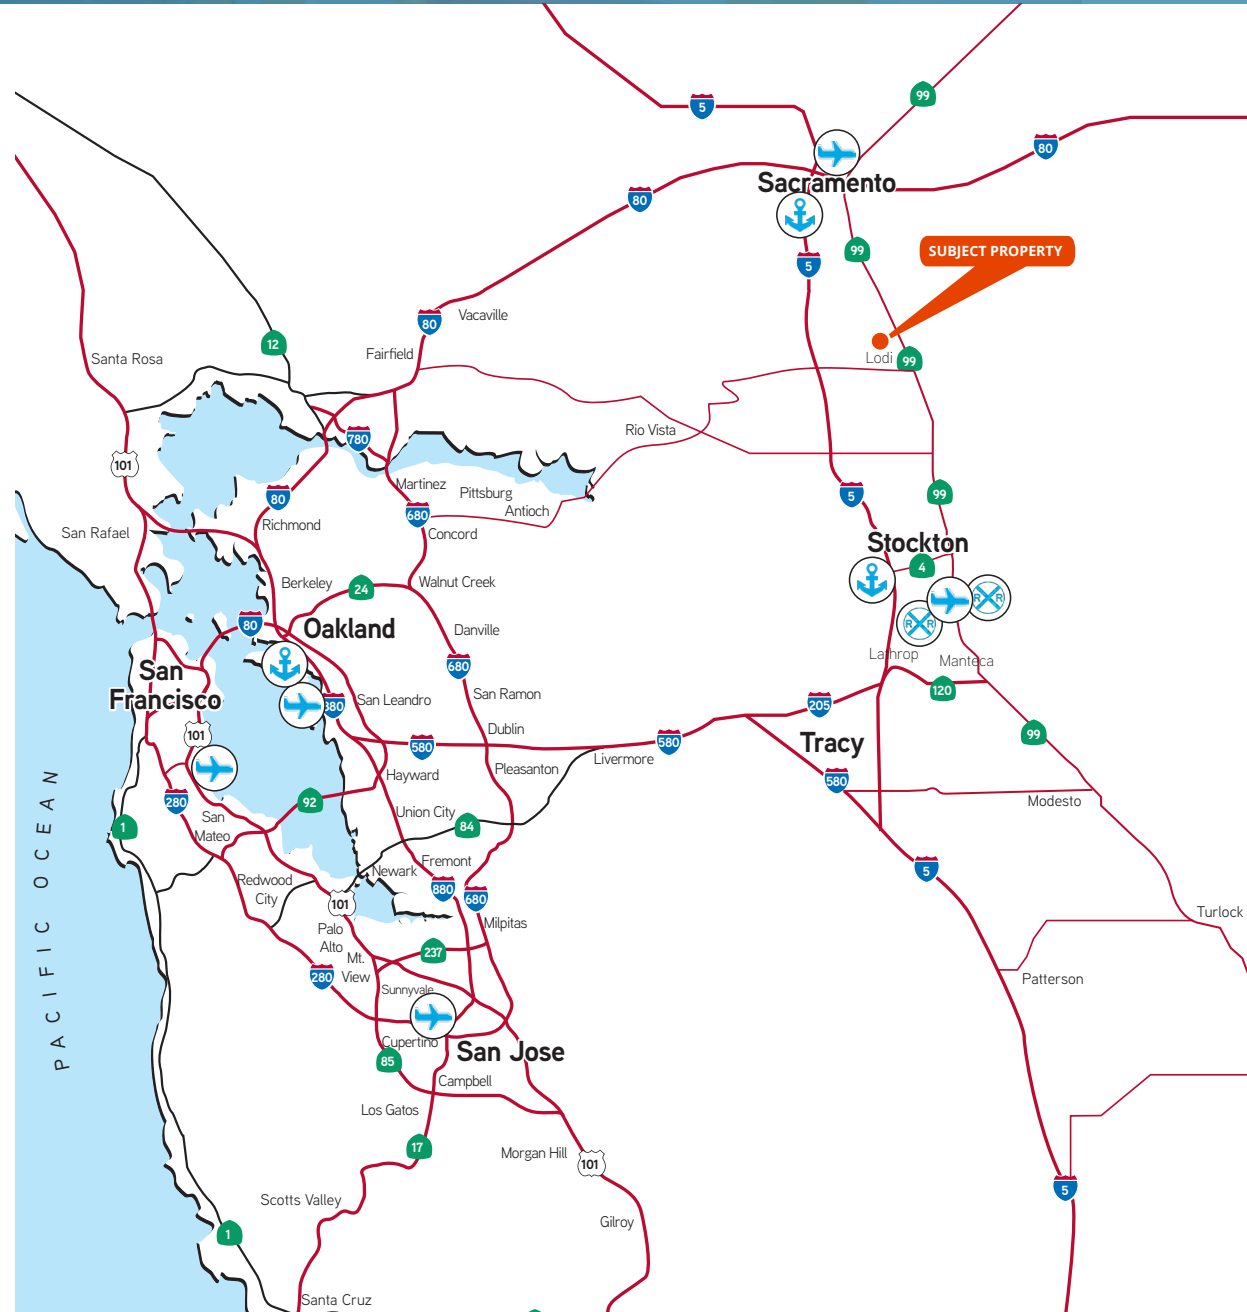 5
99
80
Sacramento
80
99
SUBJECT PROPERTY
5
Vacaville
80
12
Santa Rosa
Fairfield
Lodi
99
Rio Vista
780
101
Martinez
Pittsburg
80
5
99
Antioch
680
Richmond
San Rafael
Concord
Stockton
4
Berkeley
24
Walnut Creek
R R
R R
80
Oakland
Danville
Lathrop
Manteca
San
Francisco
680
San Leandro
San Ramon
120
880
205
Dublin
101
580
580
Tracy
99
Livermore
Pleasanton
Hayward
580
280
92
Modesto
San
Mateo
Union City
84
1
PACIFIC OCEAN
Fremont
Newark
5
Redwood
City
880
680
101
Turlock
Palo
Alto
Milpitas
237
Mt.
View
280
Patterson
Sunnyvale
Cupertino
San Jose
85
Campbell
Los Gatos
17
Morgan Hill
101
5
Scotts Valley
Gilroy
1
Santa Cruz